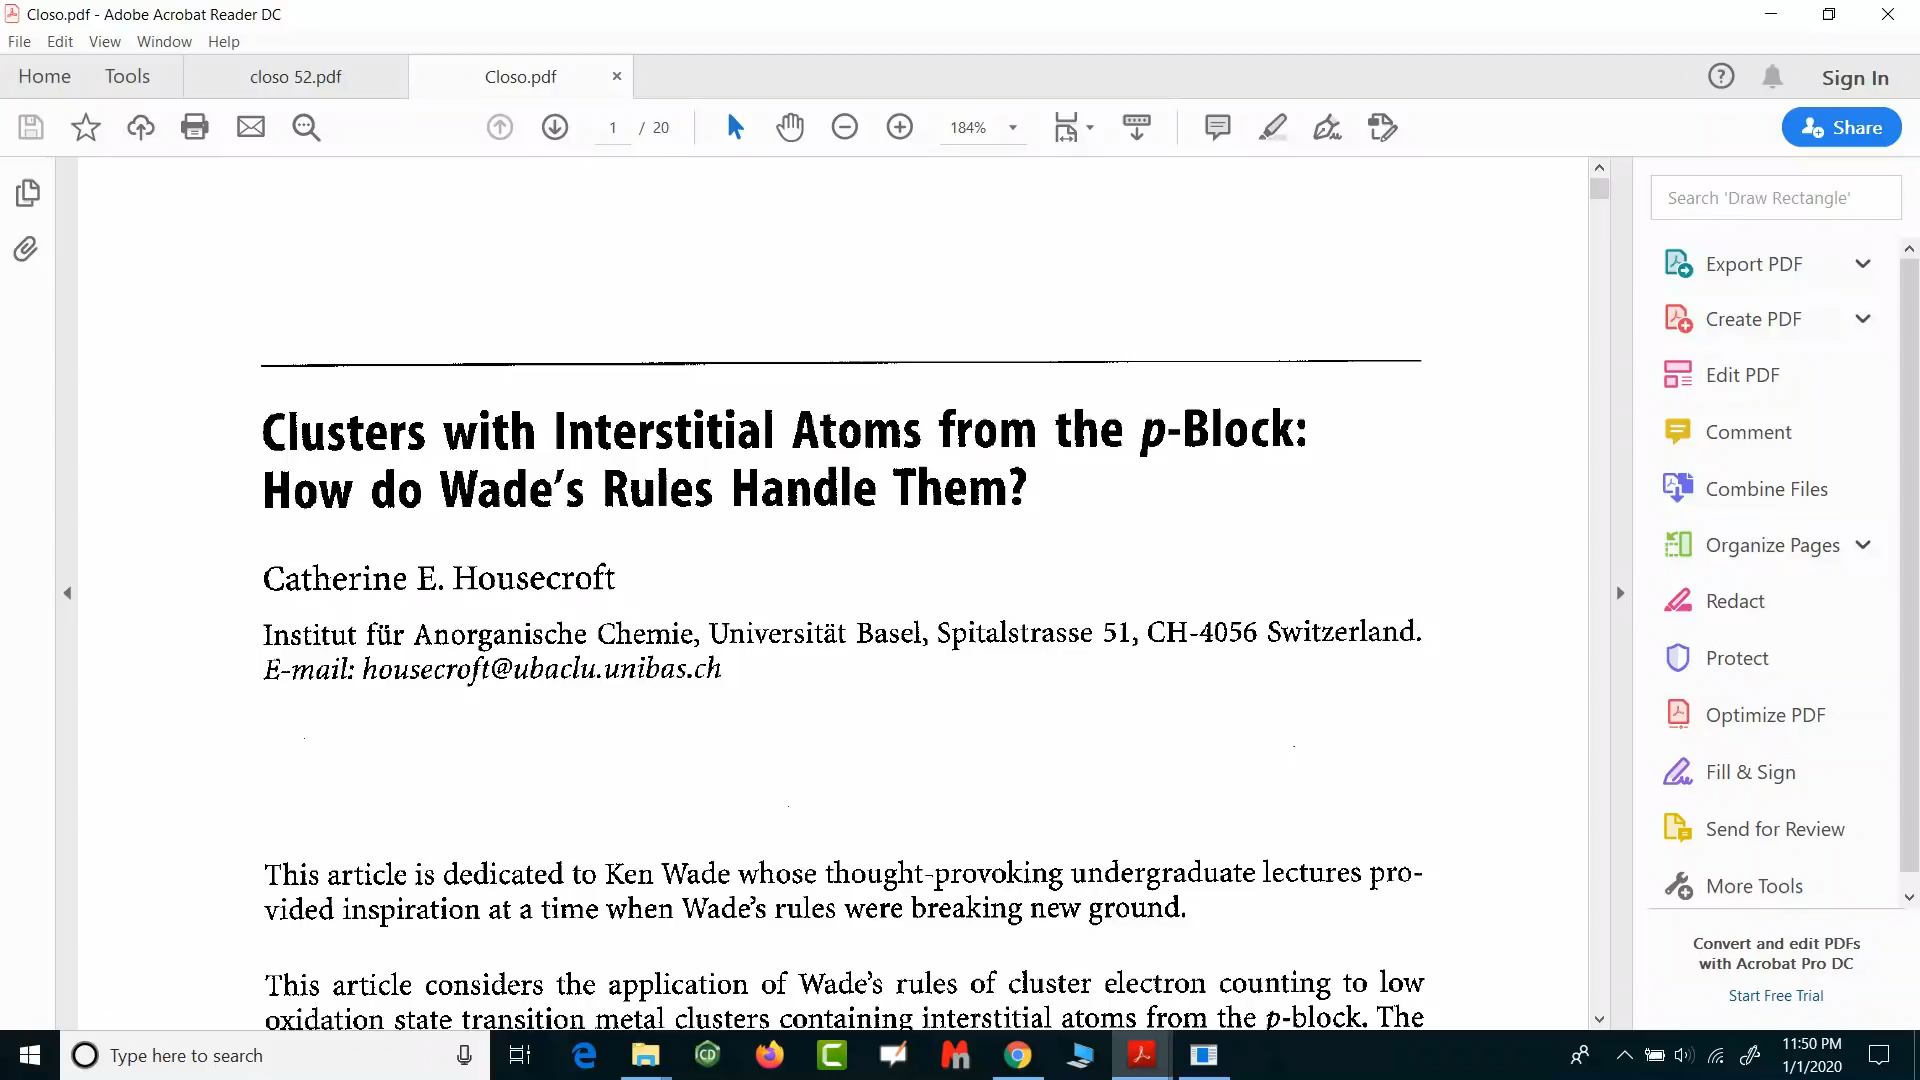 Closo.pdf - Adobe Acrobat Reader DC
File Edit View Window Help
Home Tools closo 52.pdf Closo.pdf Sign In
1 / 20 184% Share
Search 'Draw Rectangle'
Export PDF
Create PDF
Edit PDF
Comment
Combine Files
Organize Pages
Redact
Protect
Optimize PDF
Fill & Sign
Send for Review
More Tools
Convert and edit PDFs
with Acrobat Pro DC
Start Free Trial
Clusters with Interstitial Atoms from the p-Block:
How do Wade's Rules Handle Them?
Catherine E. Housecroft
Institut für Anorganische Chemie, Universität Basel, Spitalstrasse 51, CH-4056 Switzerland.
E-mail: housecroft@ubaclu.unibas.ch
This article is dedicated to Ken Wade whose thought-provoking undergraduate lectures pro-
vided inspiration at a time when Wade's rules were breaking new ground.
This article considers the application of Wade's rules of cluster electron counting to low
oxidation state transition metal clusters containing interstitial atoms from the p-block. The
Type here to search
11:50 PM
1/1/2020